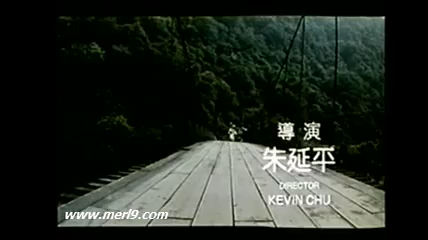 導演
朱延平
DIRECTOR
KEVIN CHU
www.merl9.com